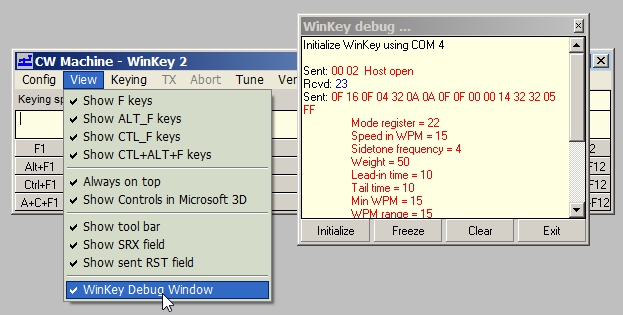 CW Machine - WinKey 2
Config View Keying TX Abort Tune Ver
Keying sp
F1
Alt+F1
Ctrl+F1
A+C+F1
Show F keys
Show ALT_F keys
Show CTL_F keys
Show CTL+ALT+F keys
Always on top
Show Controls in Microsoft 3D
Show tool bar
Show SRX field
Show sent RST field
WinKey Debug Window
WinKey debug ...
Initialize WinKey using COM 4
Sent: 00 02 Host open
Rcvd: 23
Sent: 0F 16 0F 04 32 0A 0A 0F 0F 00 00 14 32 32 05
FF
Mode register = 22
Speed in WPM = 15
Sidetone frequency = 4
Weight = 50
Lead-in time = 10
Tail time = 10
Min WPM = 15
WPM range = 15
Initialize Freeze Clear Exit
2
F12
F12
F12